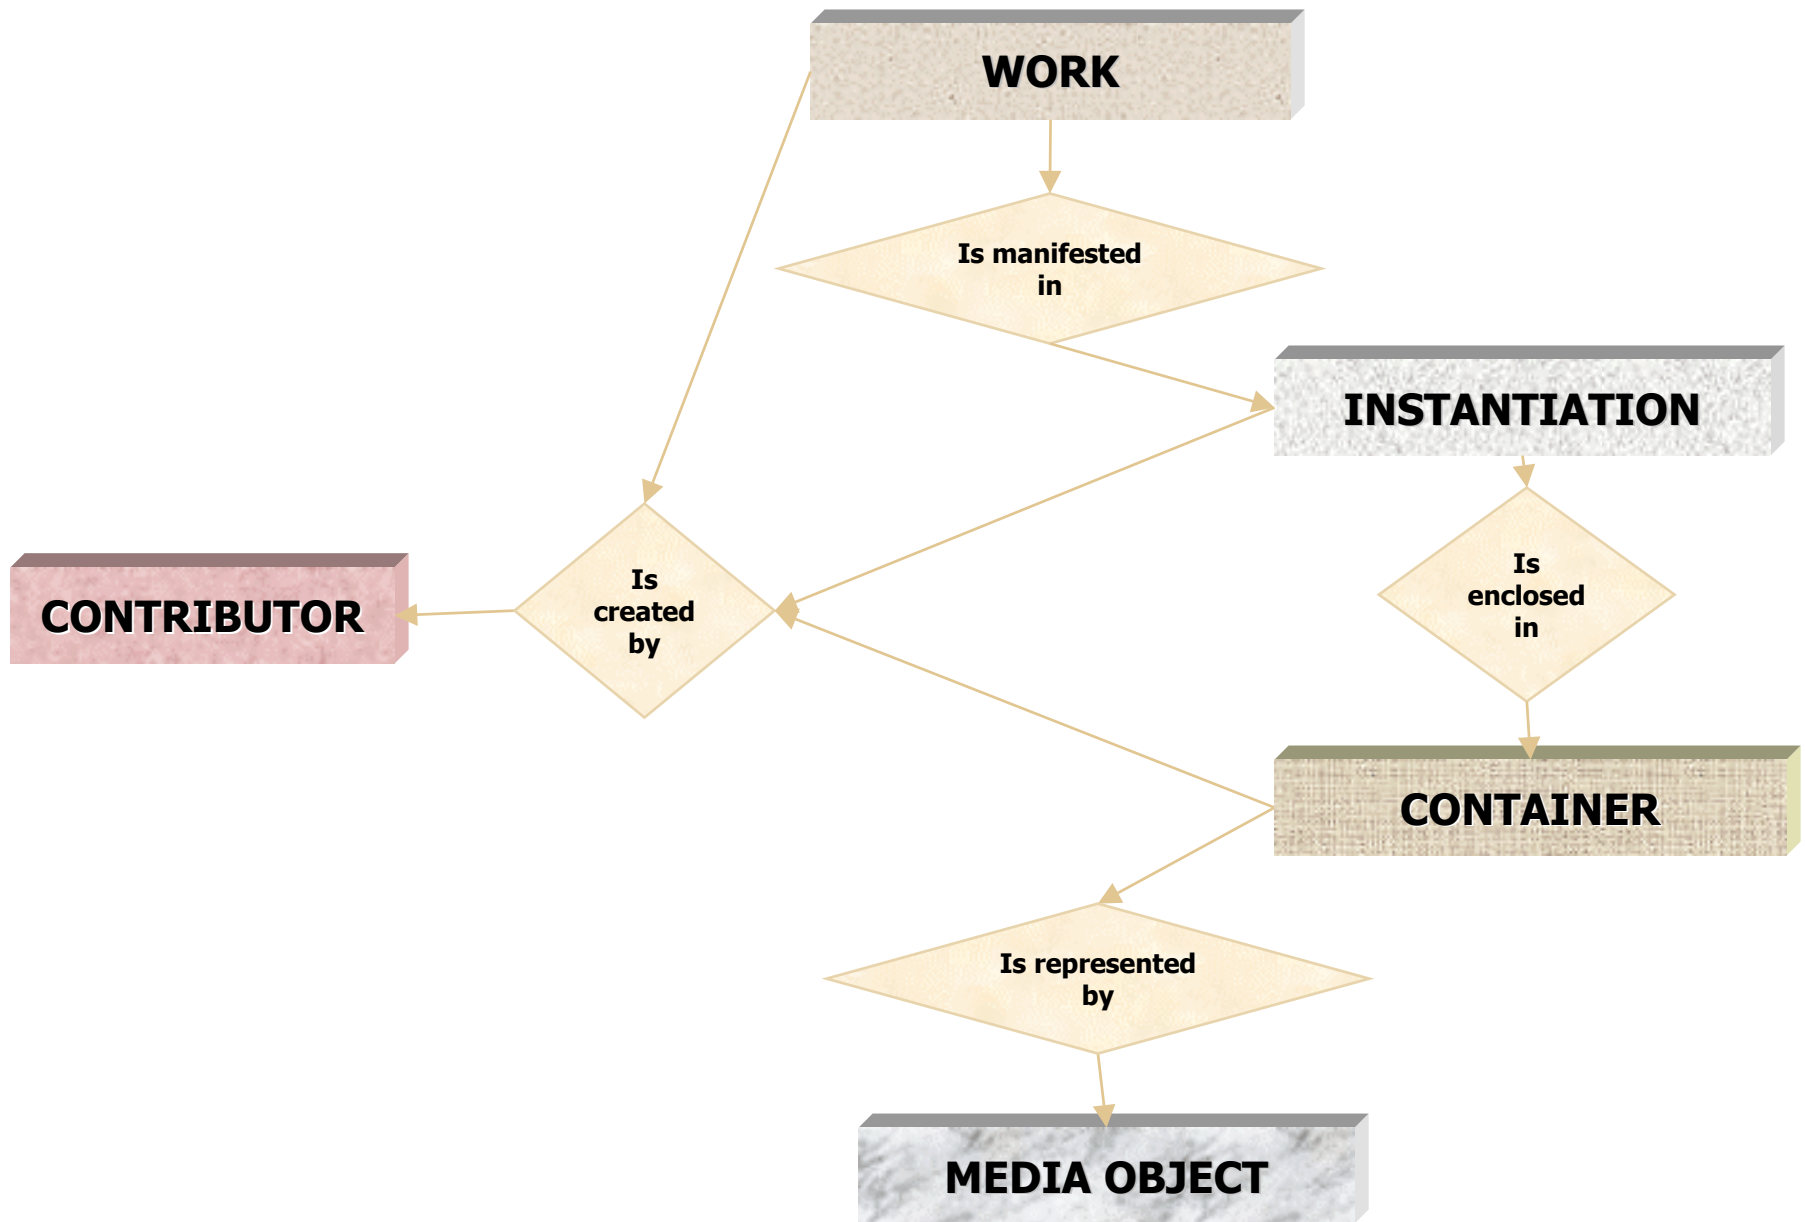 WORK
Is manifested
in
INSTANTIATION
Is
enclosed
in
Is
created
by
CONTRIBUTOR
CONTAINER
Is represented
by
MEDIA OBJECT